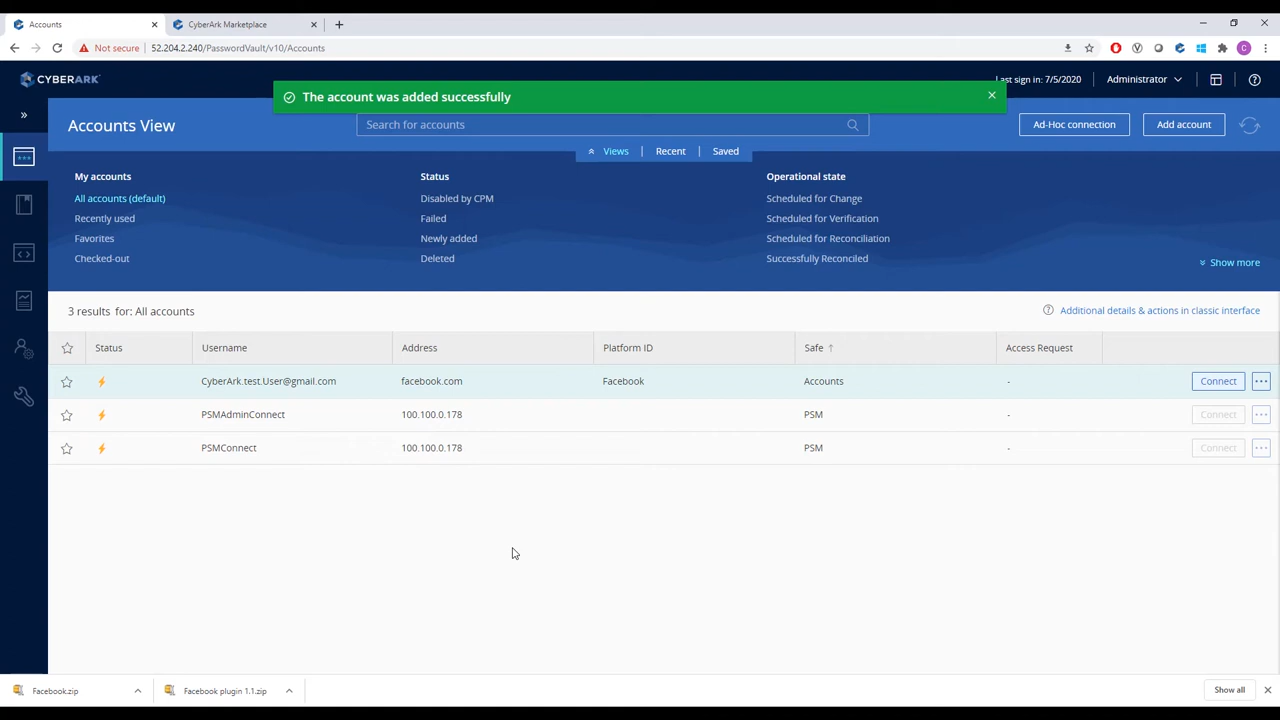 Accounts
CyberArk Marketplace
Not secure
52.204.2.240/PasswordVault/v10/Accounts
C
CYBERARK
The account was added successfully
Last sign in: 7/5/2020
Administrator
Accounts View
Search for accounts
Ad-Hoc connection
Add account
Views
Recent
Saved
My accounts
Status
Operational state
All accounts (default)
Disabled by CPM
Scheduled for Change
Recently used
Failed
Scheduled for Verification
Favorites
Newly added
Scheduled for Reconciliation
Checked-out
Deleted
Successfully Reconciled
Show more
3 results for: All accounts
Additional details & actions in classic interface
Status Username Address Platform ID Safe Access Request
CyberArk.test.User@gmail.com facebook.com Facebook Accounts - Connect
PSMAdminConnect 100.100.0.178 PSM - Connect
PSMConnect 100.100.0.178 PSM - Connect
Facebook.zip
Facebook plugin 1.1.zip
Show all